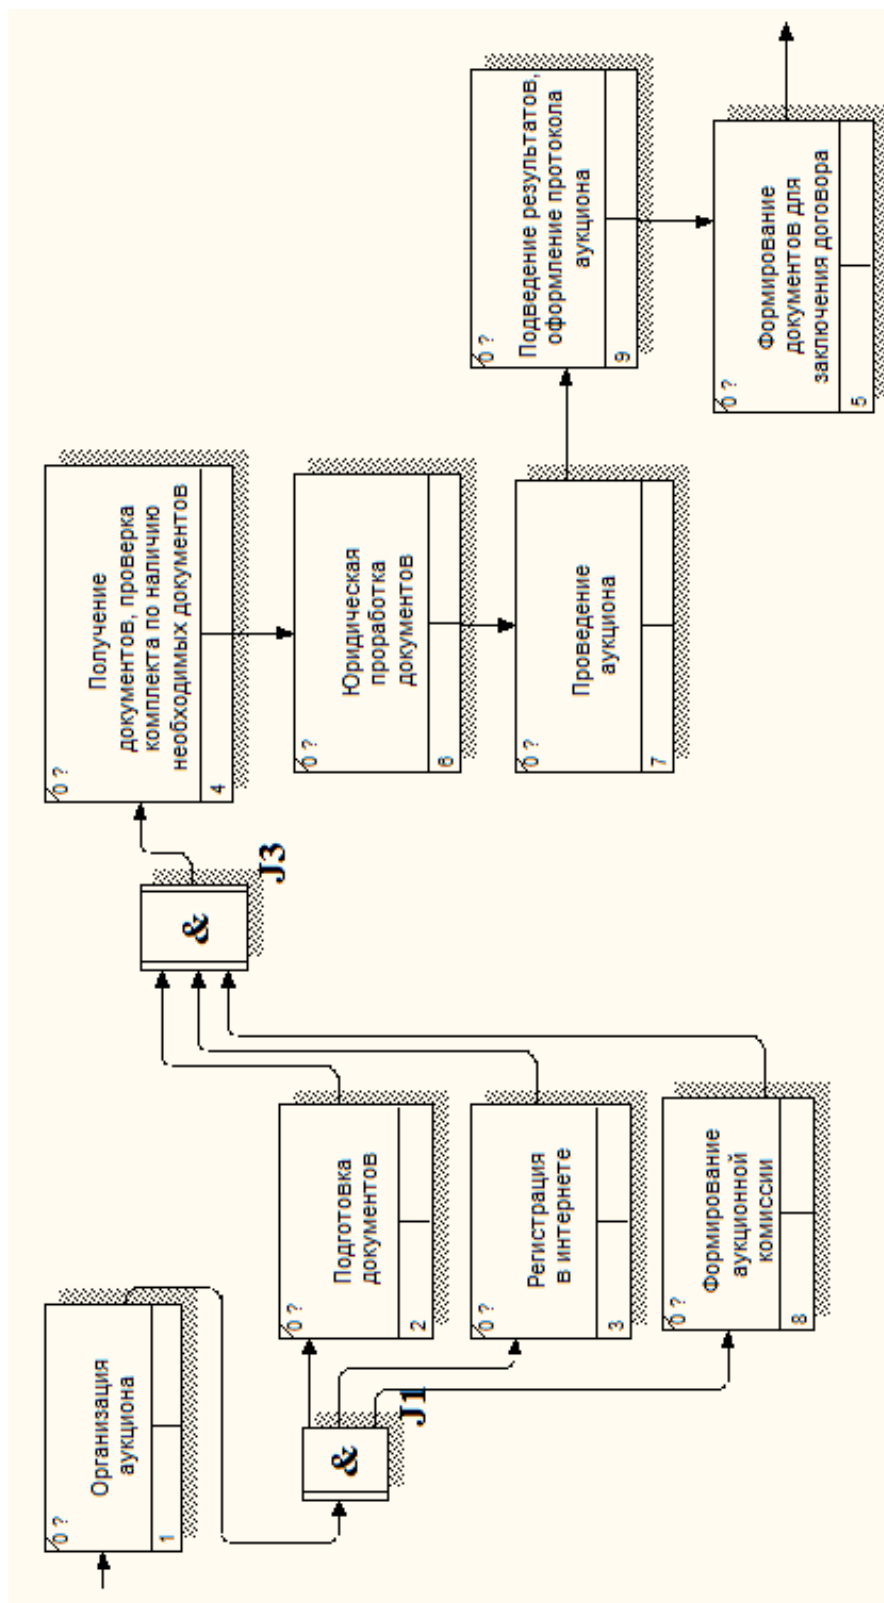 0 ?
Организация
аукциона
1
&
J1
0 ?
Подготовка
документов
2
0 ?
Регистрация
в интернете
3
0 ?
Формирование
аукционной
комиссии
8
&
J3
0 ?
Получение
документов, проверка
комплекта по наличию
необходимых документов
4
0 ?
Юридическая
проработка
документов
6
0 ?
Проведение
аукциона
7
0 ?
Подведение результатов,
оформление протокола
аукциона
9
0 ?
Формирование
документов для
заключения договора
5